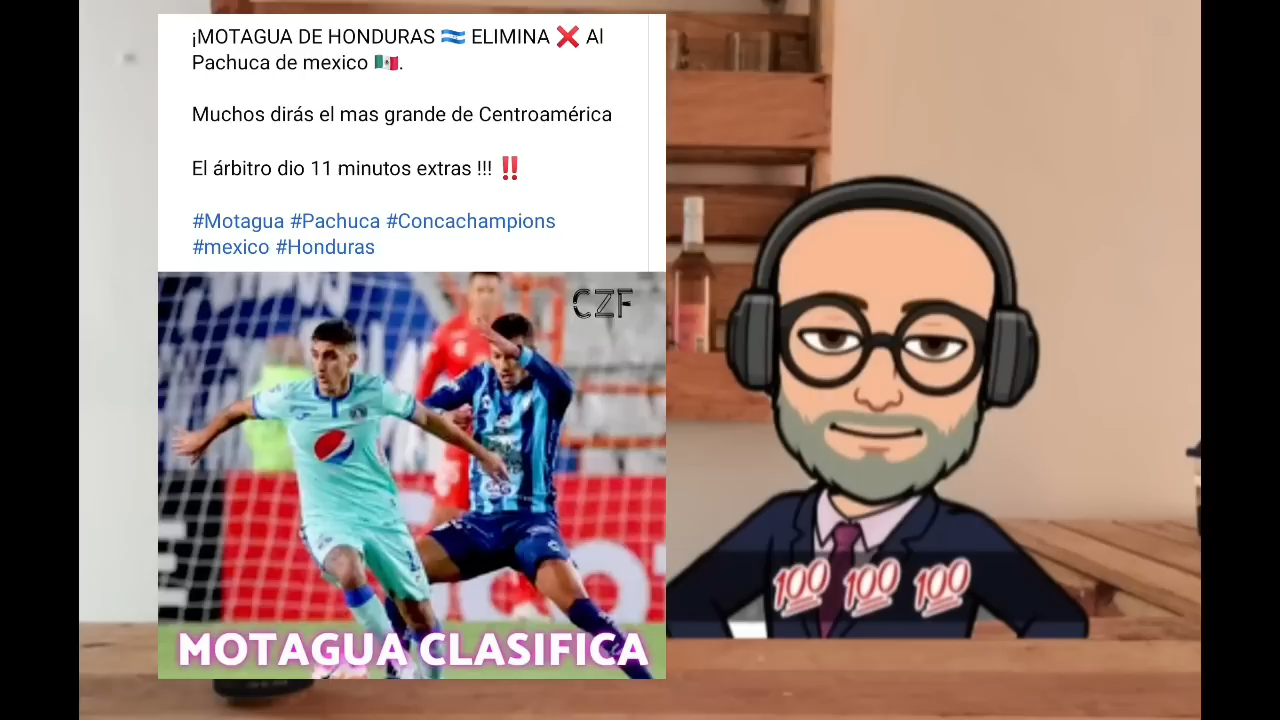 ¡MOTAGUA DE HONDURAS 🇭🇳 ELIMINA ❌ Al
Pachuca de mexico 🇲🇽.
Muchos dirás el mas grande de Centroamérica
El árbitro dio 11 minutos extras !!! ‼️
#Motagua #Pachuca #Concachampions
#mexico #Honduras
CZF
MOTAGUA CLASIFICA
💯 💯 💯